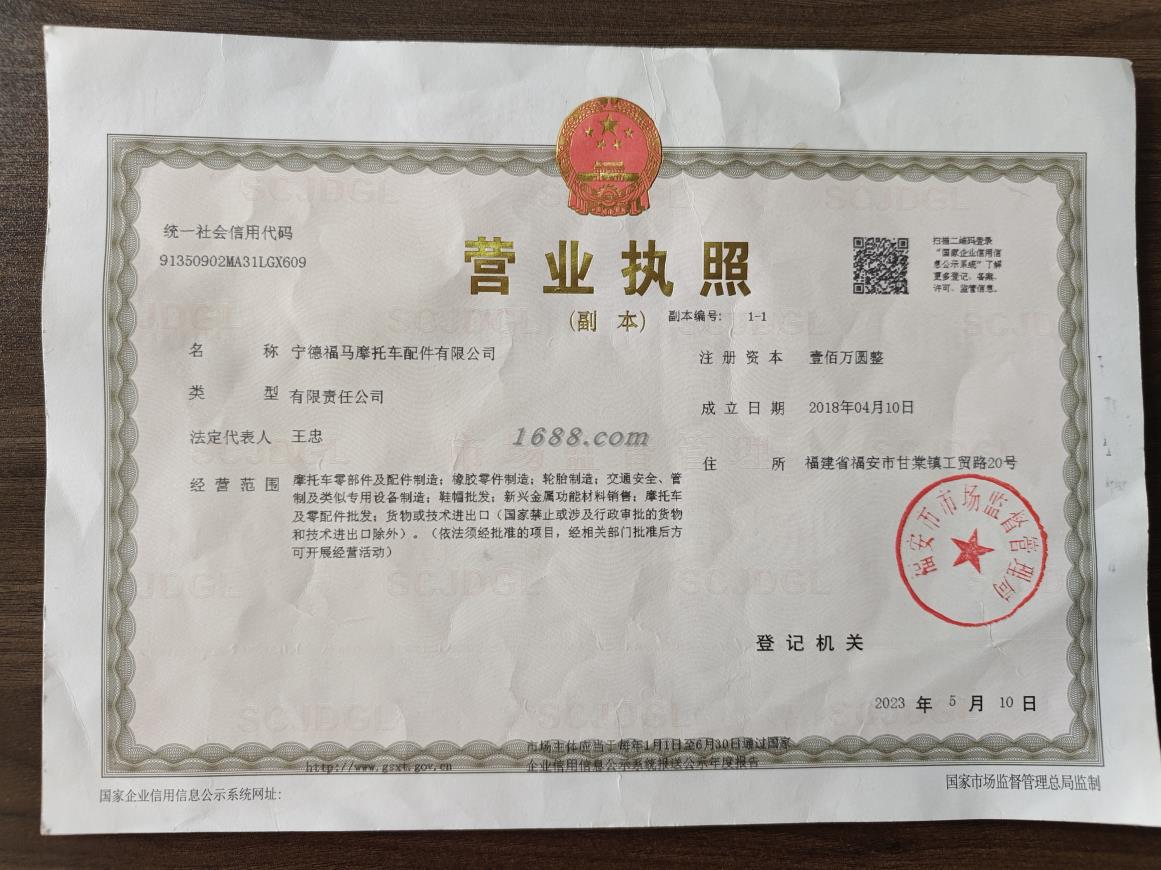 统一社会信用代码
91350902MA31LGX609
营业执照
(副 本) 副本编号: 1-1
扫描二维码登录
“国家企业信用信
息公示系统”了解
更多登记、备案、
许可、监管信息。
名 称 宁德福马摩托车配件有限公司
类 型 有限责任公司
法定代表人 王忠
经营范围 摩托车零部件及配件制造；橡胶零件制造；轮胎制造；交通安全、管
制及类似专用设备制造；鞋帽批发；新兴金属功能材料销售；摩托车
及零配件批发；货物或技术进出口（国家禁止或涉及行政审批的货物
和技术进出口除外）。（依法须经批准的项目，经相关部门批准后方
可开展经营活动）
注册资本 壹佰万圆整
成立日期 2018年04月10日
住 所 福建省福安市甘棠镇工贸路20号
1688.com
福安市市场监督管理局
登记机关
2023 年 5 月 10 日
http://www.gsxt.gov.cn
市场主体应当于每年1月1日至6月30日通过国家
企业信用信息公示系统报送公示年度报告
国家企业信用信息公示系统网址:
国家市场监督管理总局监制
SCJDGL
市场监督管理